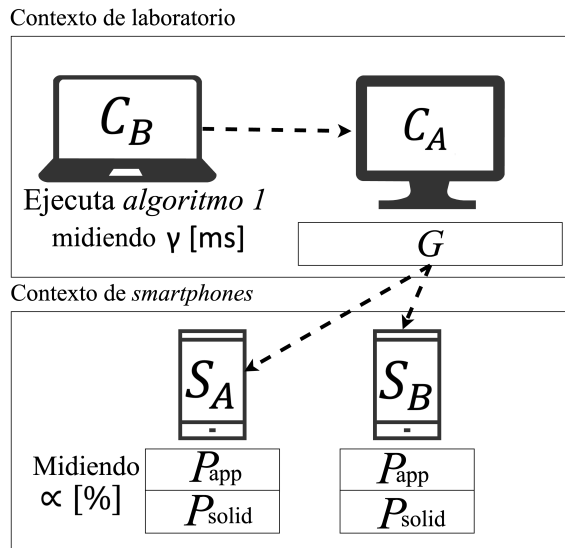 Contexto de laboratorio
C_B
C_A
Ejecuta algoritmo 1
midiendo γ [ms]
G
Contexto de smartphones
S_A
S_B
Midiendo
∝ [%]
P_app
P_solid
P_app
P_solid